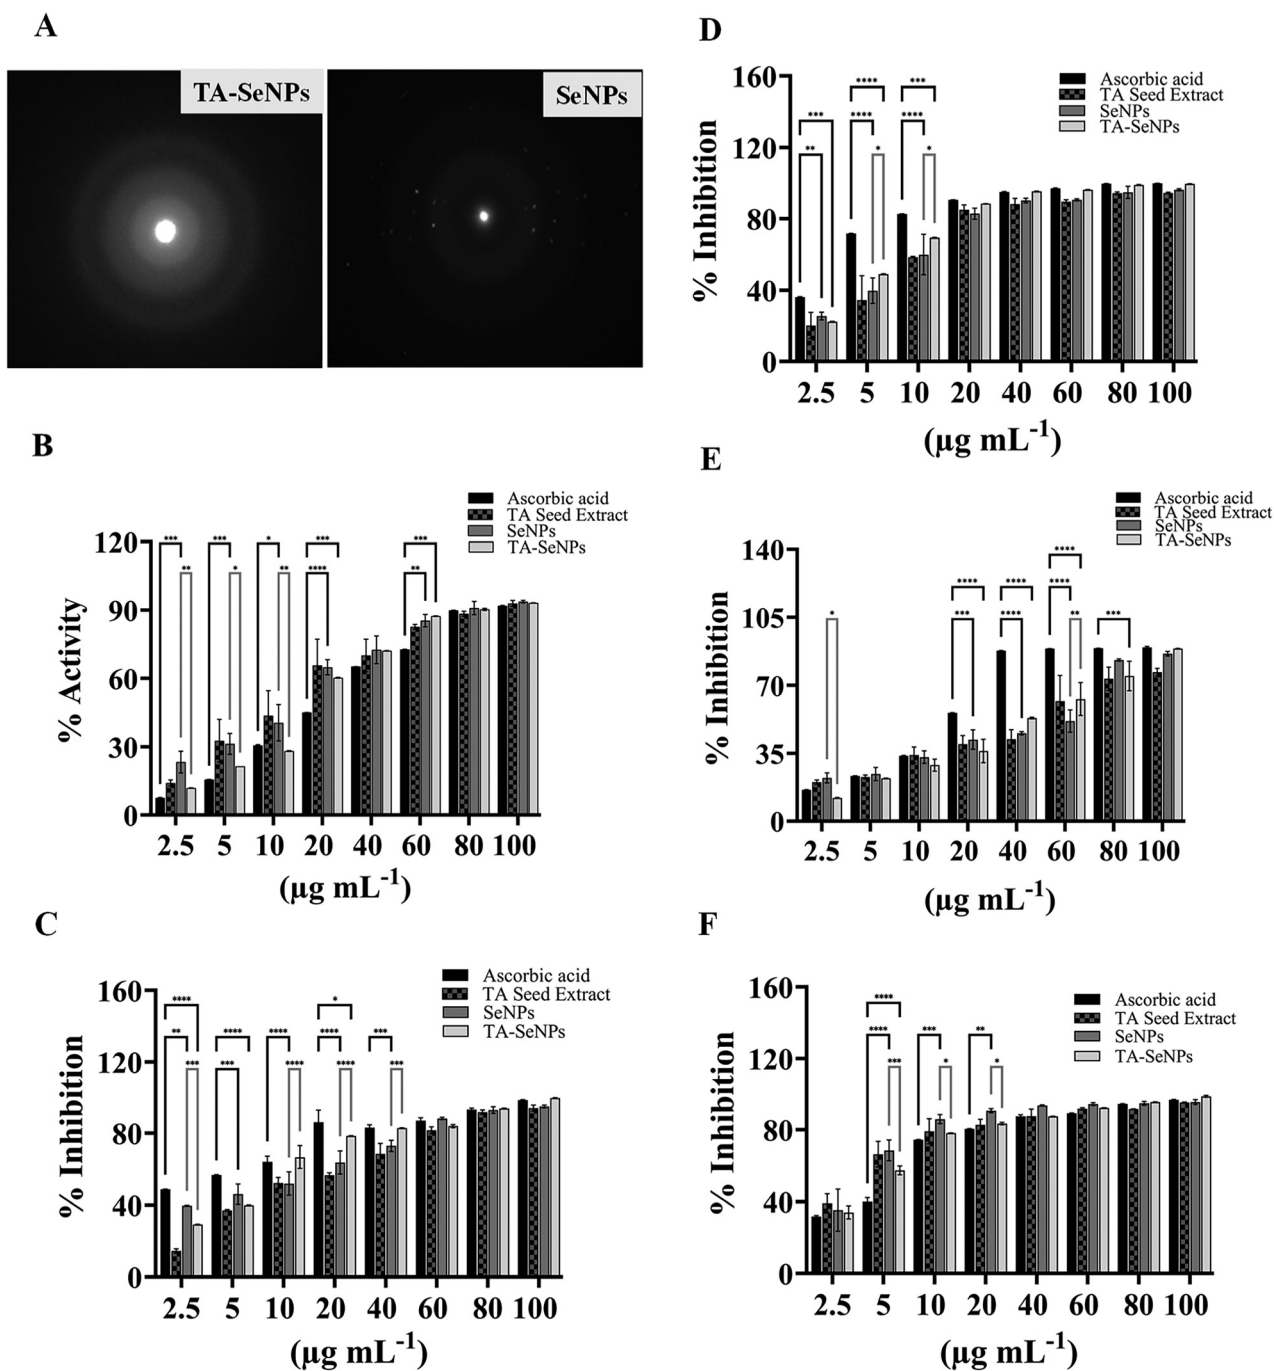 A
TA-SeNPs
SeNPs
B
Ascorbic acid
TA Seed Extract
SeNPs
TA-SeNPs
% Activity
120
90
60
30
0
*** *** * *** ***
** * ** **** **
2.5 5 10 20 40 60 80 100
(µg mL-1)
C
Ascorbic acid
TA Seed Extract
SeNPs
TA-SeNPs
% Inhibition
160
120
80
40
0
**** *
** **** **** **** ***
*** *** **** **** ***
2.5 5 10 20 40 60 80 100
(µg mL-1)
D
Ascorbic acid
TA Seed Extract
SeNPs
TA-SeNPs
% Inhibition
160
120
80
40
0
**** ***
*** **** ****
** * *
2.5 5 10 20 40 60 80 100
(µg mL-1)
E
Ascorbic acid
TA Seed Extract
SeNPs
TA-SeNPs
% Inhibition
140
105
70
35
0
****
**** **** ****
* *** **** ** ***
2.5 5 10 20 40 60 80 100
(µg mL-1)
F
Ascorbic acid
TA Seed Extract
SeNPs
TA-SeNPs
% Inhibition
160
120
80
40
0
****
**** *** **
*** * *
2.5 5 10 20 40 60 80 100
(µg mL-1)